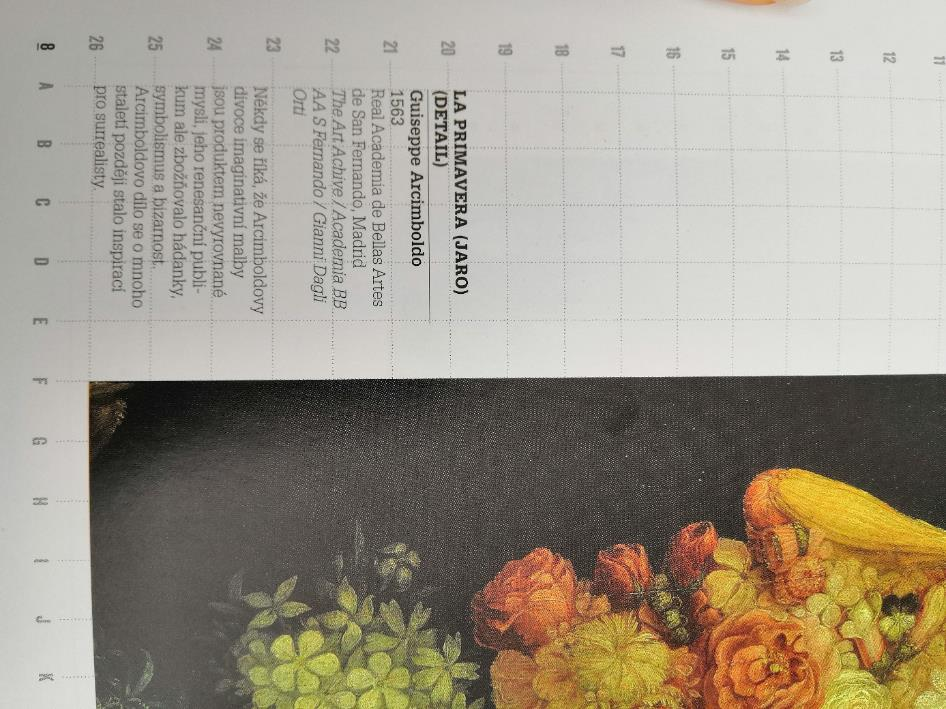 LA PRIMAVERA (JARO)
(DETAIL)
Guiseppe Arcimboldo
1563
Real Academia de Bellas Artes
de San Fernando, Madrid
The Art Achive / Academia BB
AA S Fernando / Gianni Dagli
Orti
Někdy se říká, že Arcimboldovy
divoce imaginativní malby
jsou produktem nevyrovnané
mysli, jeho renesanční publi-
kum ale zbožňovalo hádanky,
symbolismus a bizarnost.
Arcimboldovo dílo se o mnoho
staletí později stalo inspirací
pro surrealisty.
11
12
13
14
15
16
17
18
19
20
21
22
23
24
25
26
8 A B C D E F G H I J K